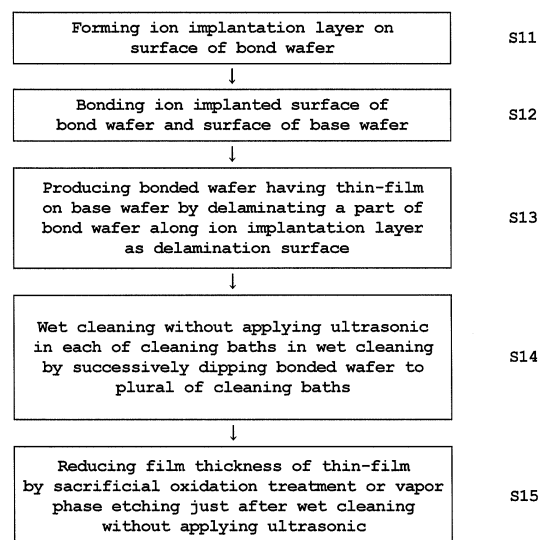 Forming ion implantation layer on
surface of bond wafer
S11
↓
Bonding ion implanted surface of
bond wafer and surface of base wafer
S12
↓
Producing bonded wafer having thin-film
on base wafer by delaminating a part of
bond wafer along ion implantation layer
as delamination surface
S13
↓
Wet cleaning without applying ultrasonic
in each of cleaning baths in wet cleaning
by successively dipping bonded wafer to
plural of cleaning baths
S14
↓
Reducing film thickness of thin-film
by sacrificial oxidation treatment or vapor
phase etching just after wet cleaning
without applying ultrasonic
S15